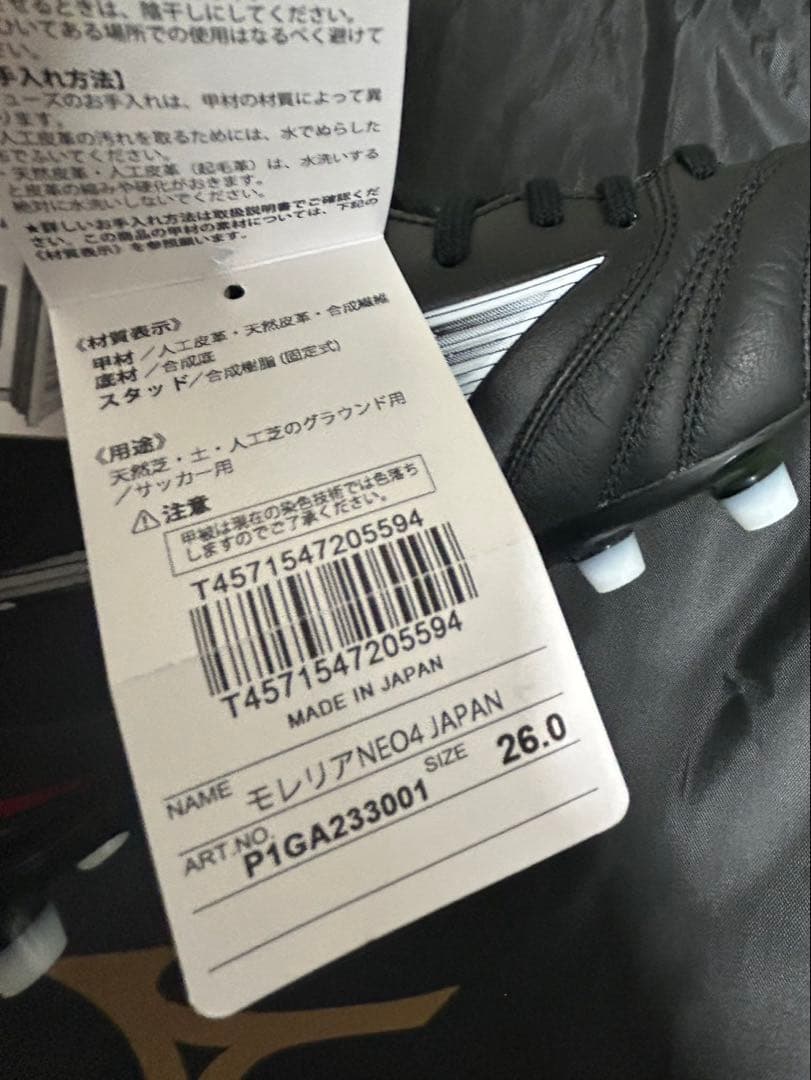 せるときは、陰干しにしてください。
いてある場所での使用はなるべく避けて
さい。
手入れ方法】
ューズのお手入れは、甲材の材質によって異
ります。
人工皮革の汚れを取るためには、水でぬらした
布でふいてください。
天然皮革・人工皮革(起毛革)は、水洗いする
と皮革の縮みや硬化がおきます。
絶対に水洗いしないでください。
★詳しいお手入れ方法は取扱説明書でご確認くだ
さい。この商品の甲材の素材については、下記の
《材質表示》を参照願います。
《材質表示》
甲材/人工皮革・天然皮革・合成繊維
底材/合成底
スタッド/合成樹脂(固定式)
《用途》
天然芝・土・人工芝のグラウンド用
/サッカー用
⚠注意
甲被は現在の染色技術では色落ち
しますのでご了承ください。
T4571547205594
T4571547205594
MADE IN JAPAN
NAME モレリアNEO4 JAPAN
ART.NO. P1GA233001 SIZE 26.0